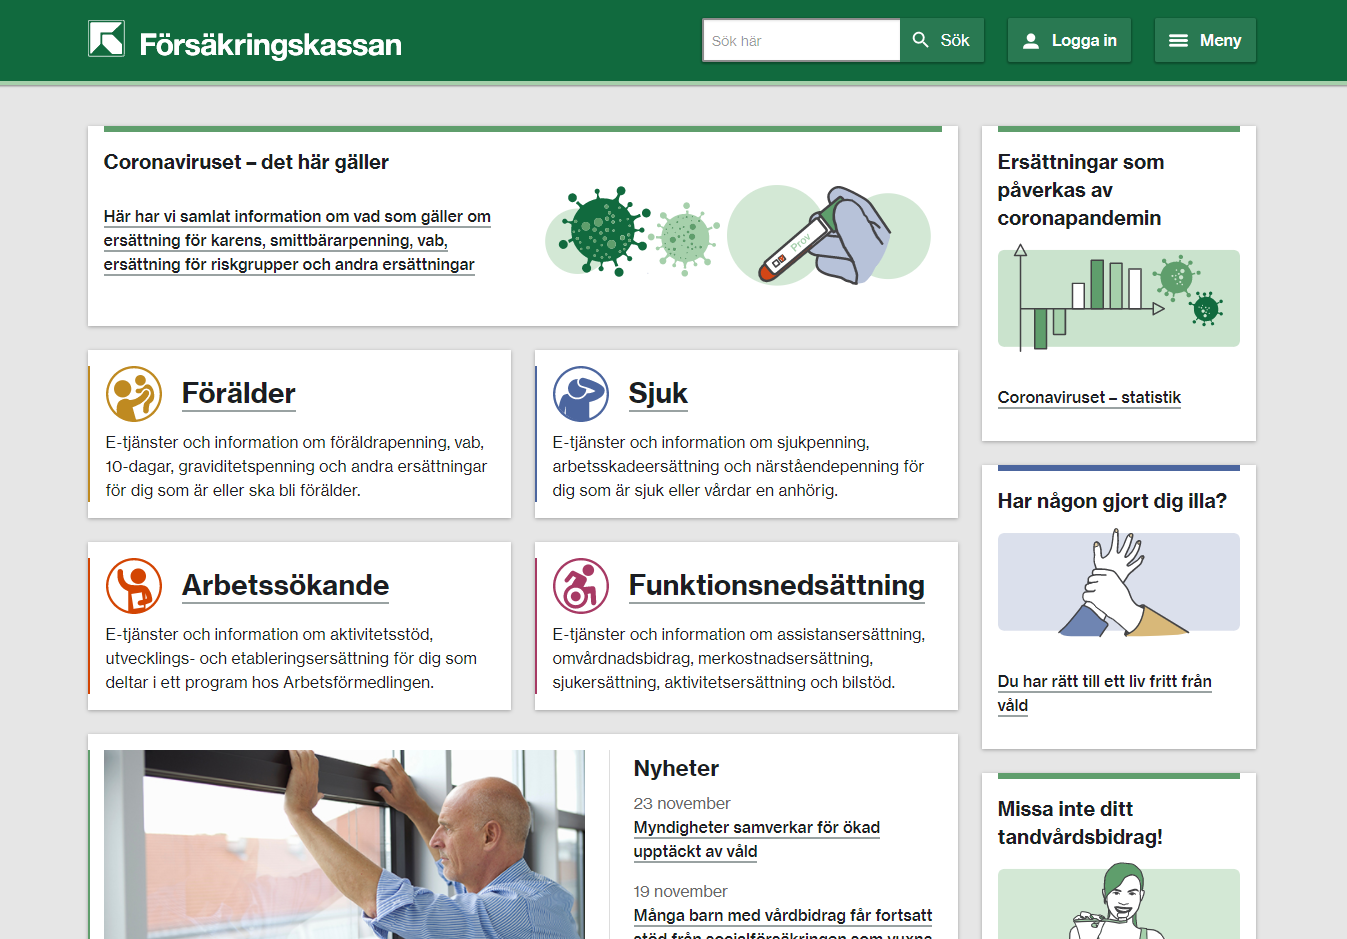 Försäkringskassan
Sök här
Sök
Logga in
Meny
Coronaviruset – det här gäller
Här har vi samlat information om vad som gäller om
ersättning för karens, smittbärarpenning, vab,
ersättning för riskgrupper och andra ersättningar
Prov
Ersättningar som
påverkas av
coronapandemin
Coronaviruset – statistik
Förälder
E-tjänster och information om föräldrapenning, vab,
10-dagar, graviditetspenning och andra ersättningar
för dig som är eller ska bli förälder.
Sjuk
E-tjänster och information om sjukpenning,
arbetsskadeersättning och närståendepenning för
dig som är sjuk eller vårdar en anhörig.
Har någon gjort dig illa?
Du har rätt till ett liv fritt från
våld
Arbetssökande
E-tjänster och information om aktivitetsstöd,
utvecklings- och etableringsersättning för dig som
deltar i ett program hos Arbetsförmedlingen.
Funktionsnedsättning
E-tjänster och information om assistansersättning,
omvårdnadsbidrag, merkostnadsersättning,
sjukersättning, aktivitetsersättning och bilstöd.
Nyheter
23 november
Myndigheter samverkar för ökad
upptäckt av våld
19 november
Många barn med vårdbidrag får fortsatt
stöd från socialförsäkringen som vuxna
Missa inte ditt
tandvårdsbidrag!